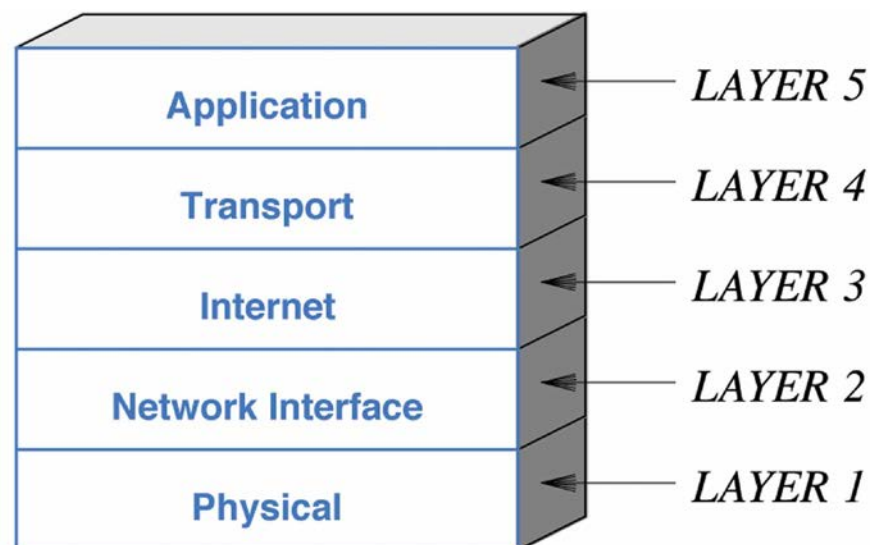 Application
LAYER 5
Transport
LAYER 4
Internet
LAYER 3
Network Interface
LAYER 2
Physical
LAYER 1